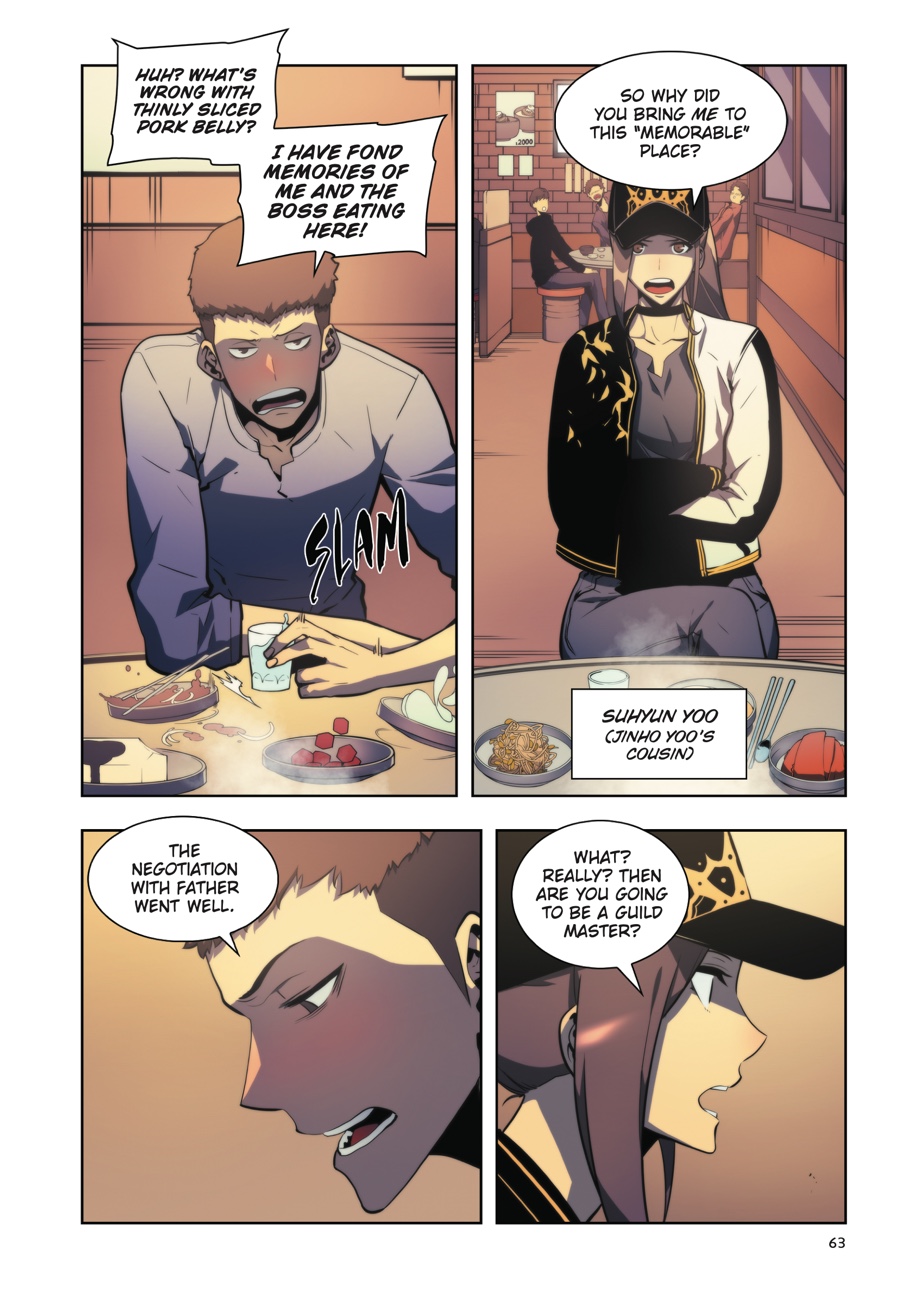 HUH? WHAT'S
WRONG WITH
THINLY SLICED
PORK BELLY?
I HAVE FOND
MEMORIES OF
ME AND THE
BOSS EATING
HERE!
SLAM
SO WHY DID
YOU BRING ME TO
THIS "MEMORABLE"
PLACE?
₩2000
SUHYUN YOO
(JINHO YOO'S
COUSIN)
THE
NEGOTIATION
WITH FATHER
WENT WELL.
WHAT?
REALLY? THEN
ARE YOU GOING
TO BE A GUILD
MASTER?
63